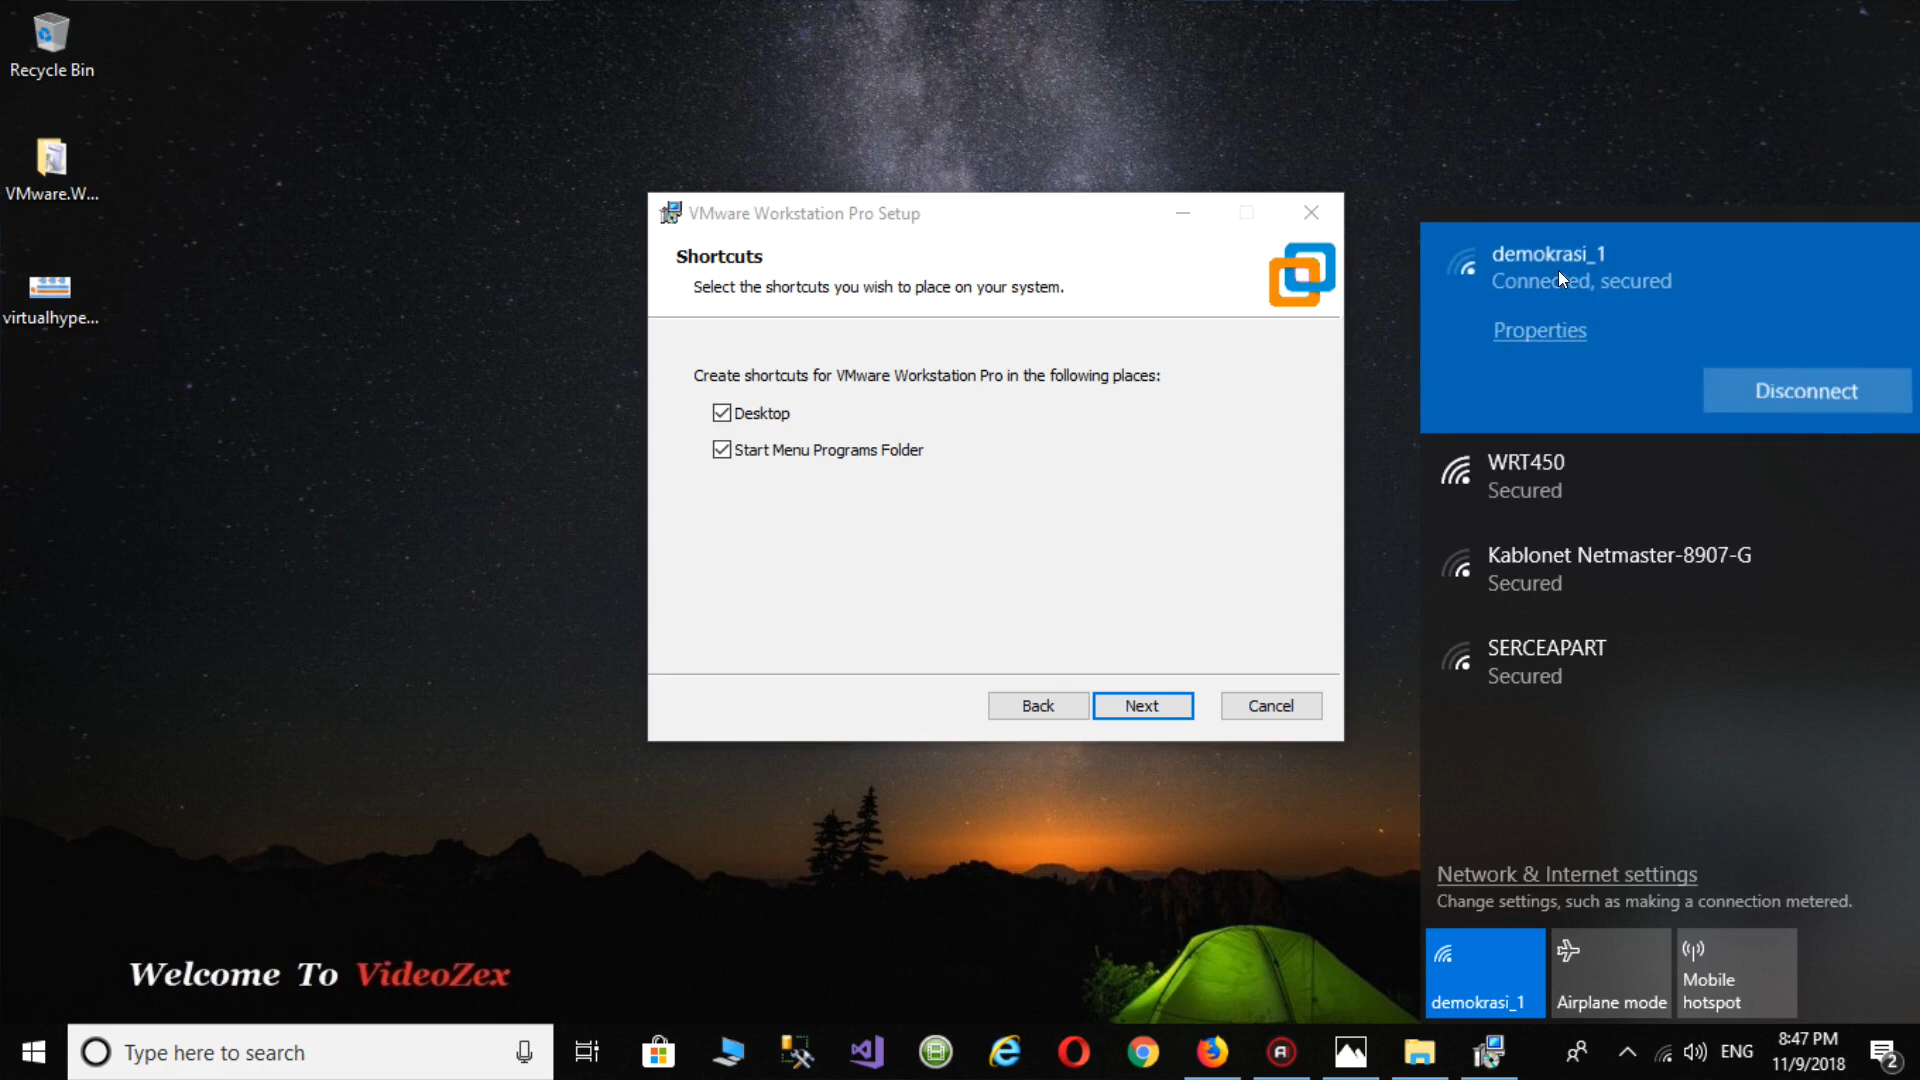 Recycle Bin
VMware.W...
virtualhype...
VMware Workstation Pro Setup
Shortcuts
Select the shortcuts you wish to place on your system.
Create shortcuts for VMware Workstation Pro in the following places:
Desktop
Start Menu Programs Folder
Back
Next
Cancel
demokrasi_1
Connected, secured
Properties
Disconnect
WRT450
Secured
Kablonet Netmaster-8907-G
Secured
SERCEAPART
Secured
Network & Internet settings
Change settings, such as making a connection metered.
demokrasi_1
Airplane mode
Mobile
hotspot
Welcome To VideoZex
Type here to search
ENG
8:47 PM
11/9/2018
2